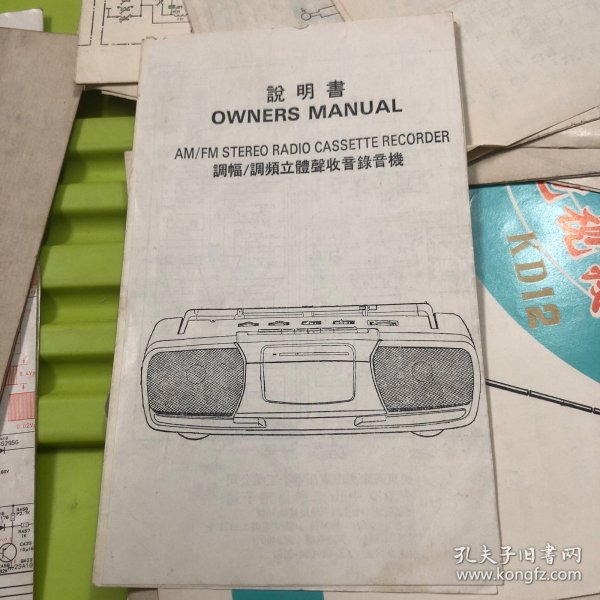 說明書
OWNERS MANUAL
AM/FM STEREO RADIO CASSETTE RECORDER
調幅/調頻立體聲收音錄音機
KD12
孔夫子旧书网
www.kongfz.com